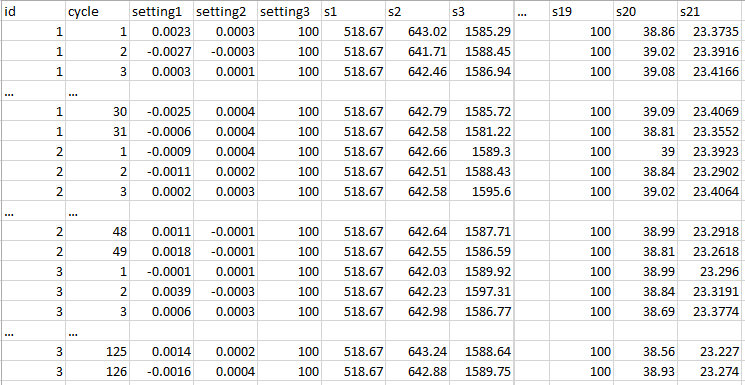 id cycle setting1 setting2 setting3 s1 s2 s3 ... s19 s20 s21
1 1 0.0023 0.0003 100 518.67 643.02 1585.29 100 38.86 23.3735
1 2 -0.0027 -0.0003 100 518.67 641.71 1588.45 100 39.02 23.3916
1 3 0.0003 0.0001 100 518.67 642.46 1586.94 100 39.08 23.4166
... ...
1 30 -0.0025 0.0004 100 518.67 642.79 1585.72 100 39.09 23.4069
1 31 -0.0006 0.0004 100 518.67 642.58 1581.22 100 38.81 23.3552
2 1 -0.0009 0.0004 100 518.67 642.66 1589.3 100 39 23.3923
2 2 -0.0011 0.0002 100 518.67 642.51 1588.43 100 38.84 23.2902
2 3 0.0002 0.0003 100 518.67 642.58 1595.6 100 39.02 23.4064
... ...
2 48 0.0011 -0.0001 100 518.67 642.64 1587.71 100 38.99 23.2918
2 49 0.0018 -0.0001 100 518.67 642.55 1586.59 100 38.81 23.2618
3 1 -0.0001 0.0001 100 518.67 642.03 1589.92 100 38.99 23.296
3 2 0.0039 -0.0003 100 518.67 642.23 1597.31 100 38.84 23.3191
3 3 0.0006 0.0003 100 518.67 642.98 1586.77 100 38.69 23.3774
... ...
3 125 0.0014 0.0002 100 518.67 643.24 1588.64 100 38.56 23.227
3 126 -0.0016 0.0004 100 518.67 642.88 1589.75 100 38.93 23.274